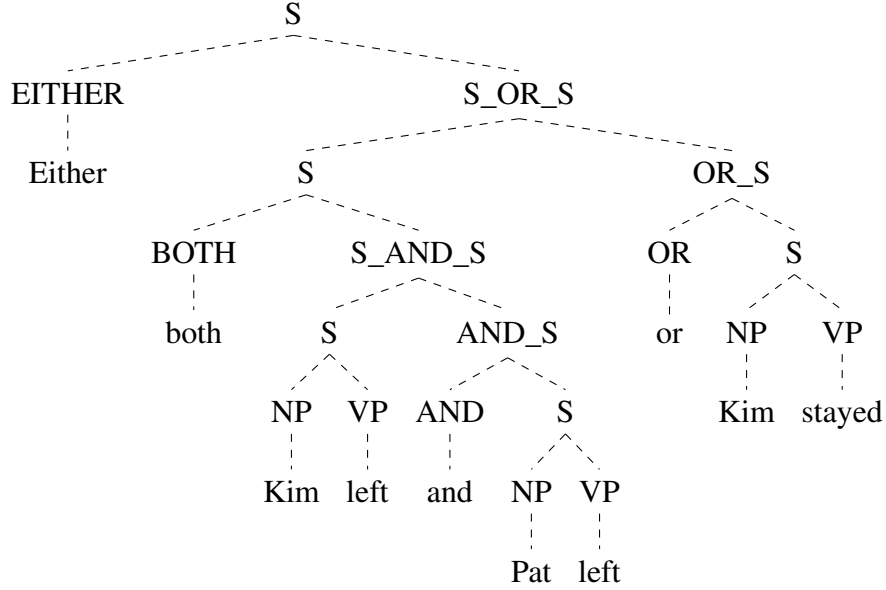 S
EITHER S_OR_S
Either S OR_S
BOTH S_AND_S OR S
both S AND_S or NP VP
NP VP AND S Kim stayed
Kim left and NP VP
Pat left